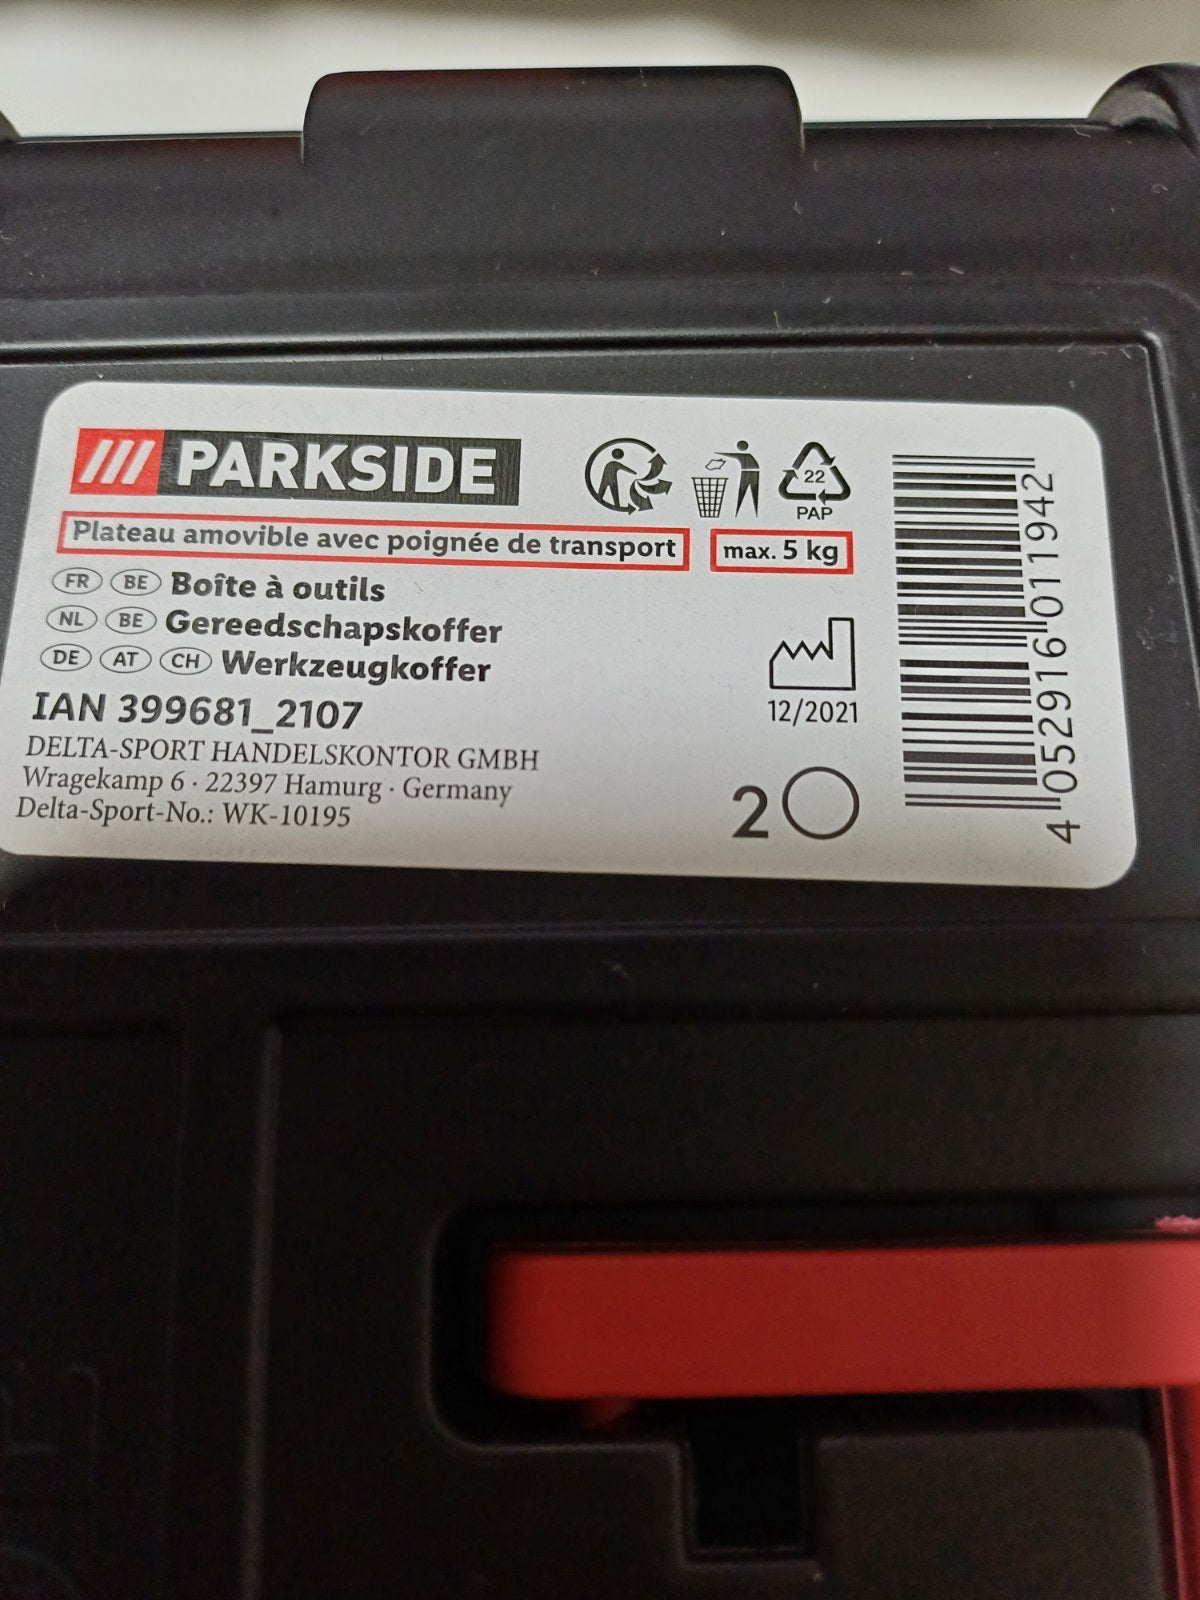 PARKSIDE
22
PAP
Plateau amovible avec poignée de transport
max. 5 kg
FR BE Boîte à outils
NL BE Gereedschapskoffer
DE AT CH Werkzeugkoffer
IAN 399681_2107
12/2021
DELTA-SPORT HANDELSKONTOR GMBH
Wragekamp 6 · 22397 Hamurg · Germany
Delta-Sport-No.: WK-10195
2
4 052916 011942